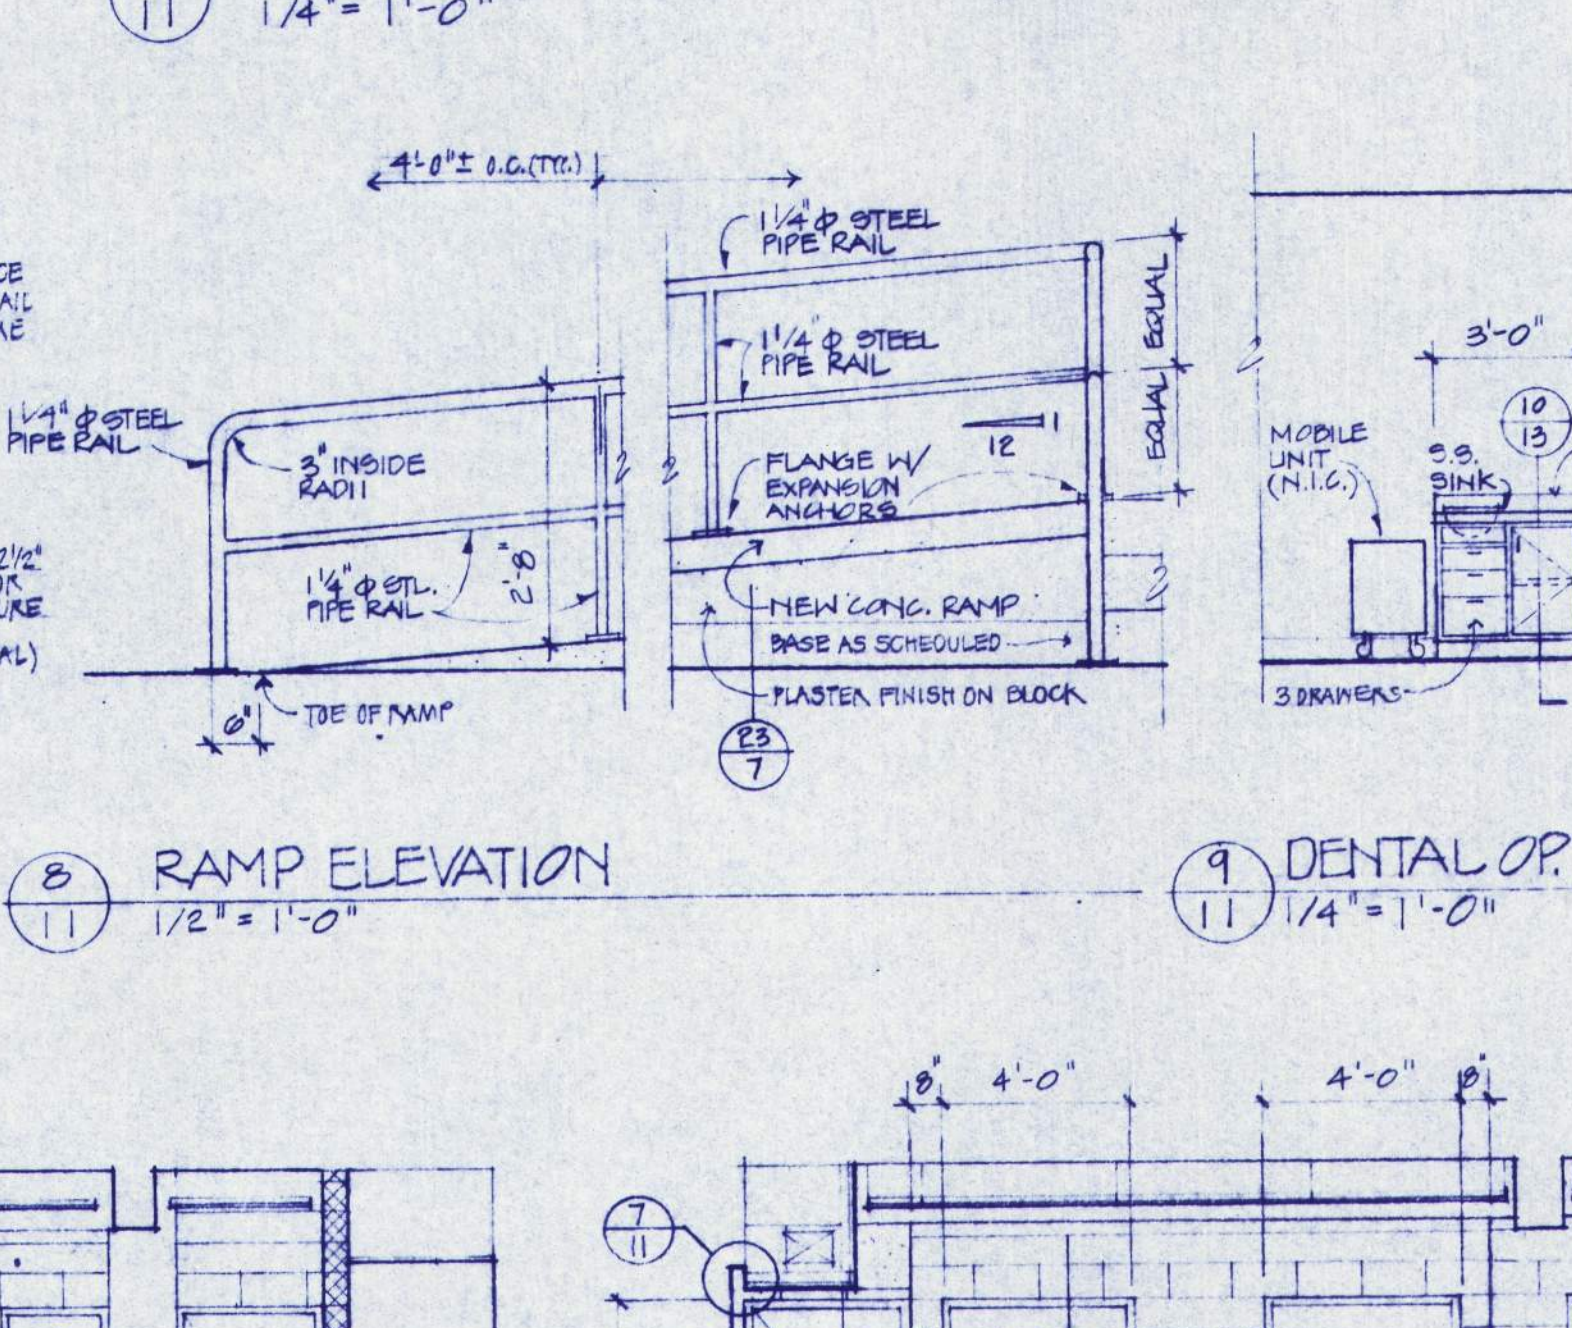 11
1/4" = 1'-0"
4'-0"± O.C. (TYP.)
1 1/4" φ STEEL
PIPE RAIL
EQUAL
EQUAL
1 1/4" φ STEEL
PIPE RAIL
1
12
FLANGE W/
EXPANSION
ANCHORS
1 1/4" φ STEEL
PIPE RAIL
3" INSIDE
RADII
2'-8"
1 1/4" φ STL.
PIPE RAIL
2 1/2"
NEW CONC. RAMP
BASE AS SCHEDULED
PLASTER FINISH ON BLOCK
TOE OF RAMP
6"
23
7
8
11
RAMP ELEVATION
1/2" = 1'-0"
3'-0"
10
13
MOBILE
UNIT
(N.I.C.)
S.S.
SINK
3 DRAWERS
9
11
DENTAL OP.
1/4" = 1'-0"
8"
4'-0"
4'-0"
8"
7
11